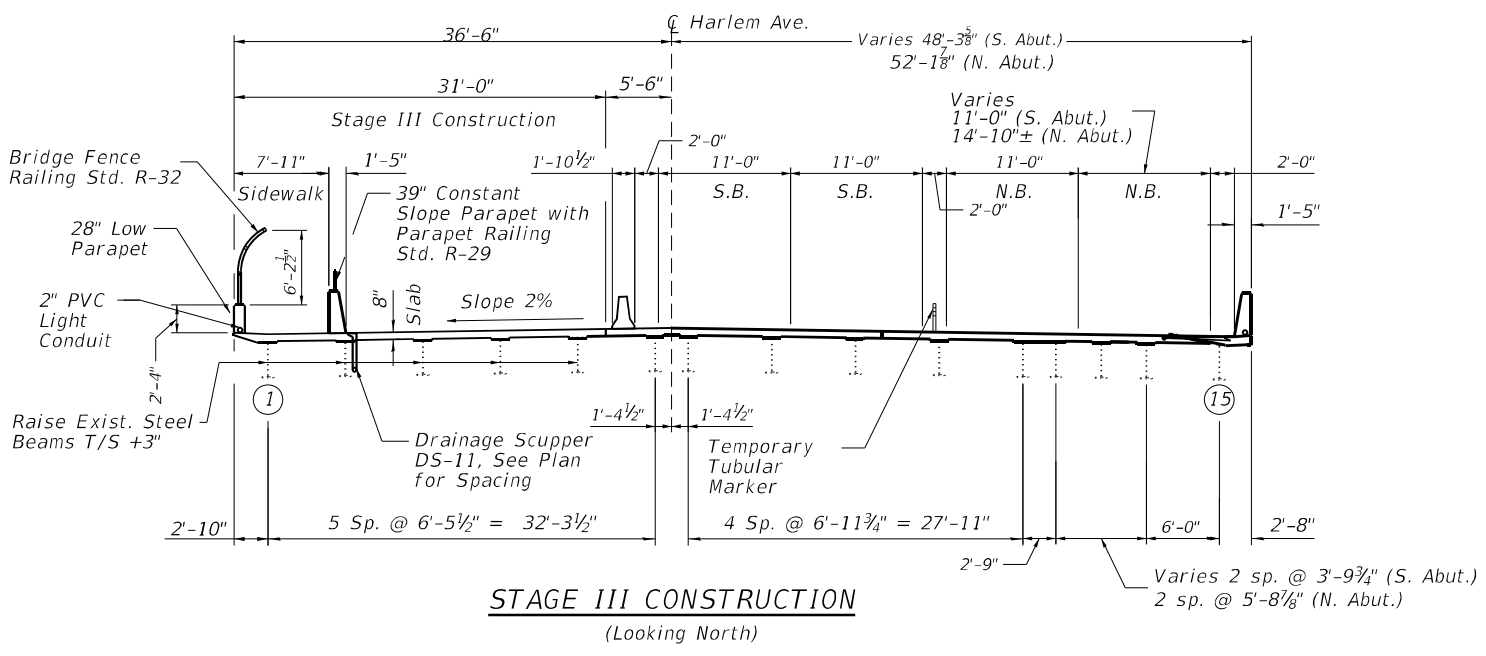 ℄ Harlem Ave.
36'-6"
Varies 48'-3⅝" (S. Abut.)
52'-1⅞" (N. Abut.)
31'-0"
5'-6"
Stage III Construction
Varies
11'-0" (S. Abut.)
14'-10"± (N. Abut.)
2'-0"
Bridge Fence
Railing Std. R-32
7'-11"
1'-5"
1'-10½"
11'-0"
11'-0"
11'-0"
2'-0"
Sidewalk
S.B.
S.B.
N.B.
N.B.
39" Constant
Slope Parapet with
Parapet Railing
Std. R-29
2'-0"
1'-5"
28" Low
Parapet
6'-2½"
2" PVC
Light
Conduit
8"
Slab
Slope 2%
2'-4"
1
15
Raise Exist. Steel
Beams T/S +3"
1'-4½"
1'-4½"
Drainage Scupper
DS-11, See Plan
for Spacing
Temporary
Tubular
Marker
2'-10"
5 Sp. @ 6'-5½" = 32'-3½"
4 Sp. @ 6'-11¾" = 27'-11"
6'-0"
2'-8"
2'-9"
Varies 2 sp. @ 3'-9¾" (S. Abut.)
2 sp. @ 5'-8⅞" (N. Abut.)
STAGE III CONSTRUCTION
(Looking North)